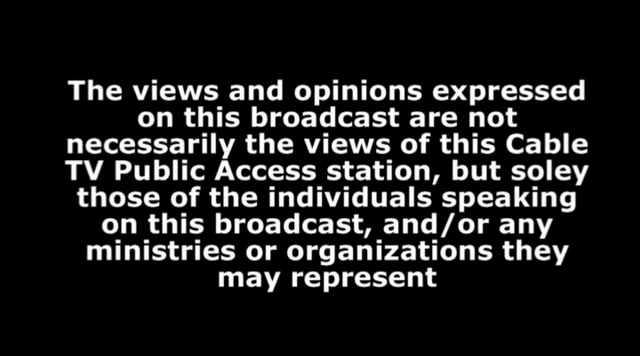 The views and opinions expressed
on this broadcast are not
necessarily the views of this Cable
TV Public Access station, but soley
those of the individuals speaking
on this broadcast, and/or any
ministries or organizations they
may represent